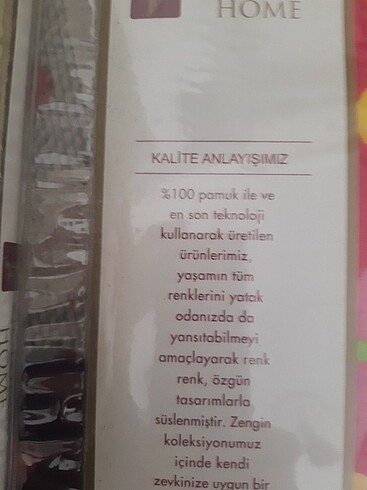 HOME
KALİTE ANLAYIŞIMIZ
%100 pamuk ile ve
en son teknoloji
kullanarak üretilen
ürünlerimiz,
yaşamın tüm
renklerini yatak
odanızda da
yansıtabilmeyi
amaçlayarak renk
renk, özgün
tasarımlarla
süslenmiştir. Zengin
koleksiyonumuz
içinde kendi
zevkinize uygun bir
HOME